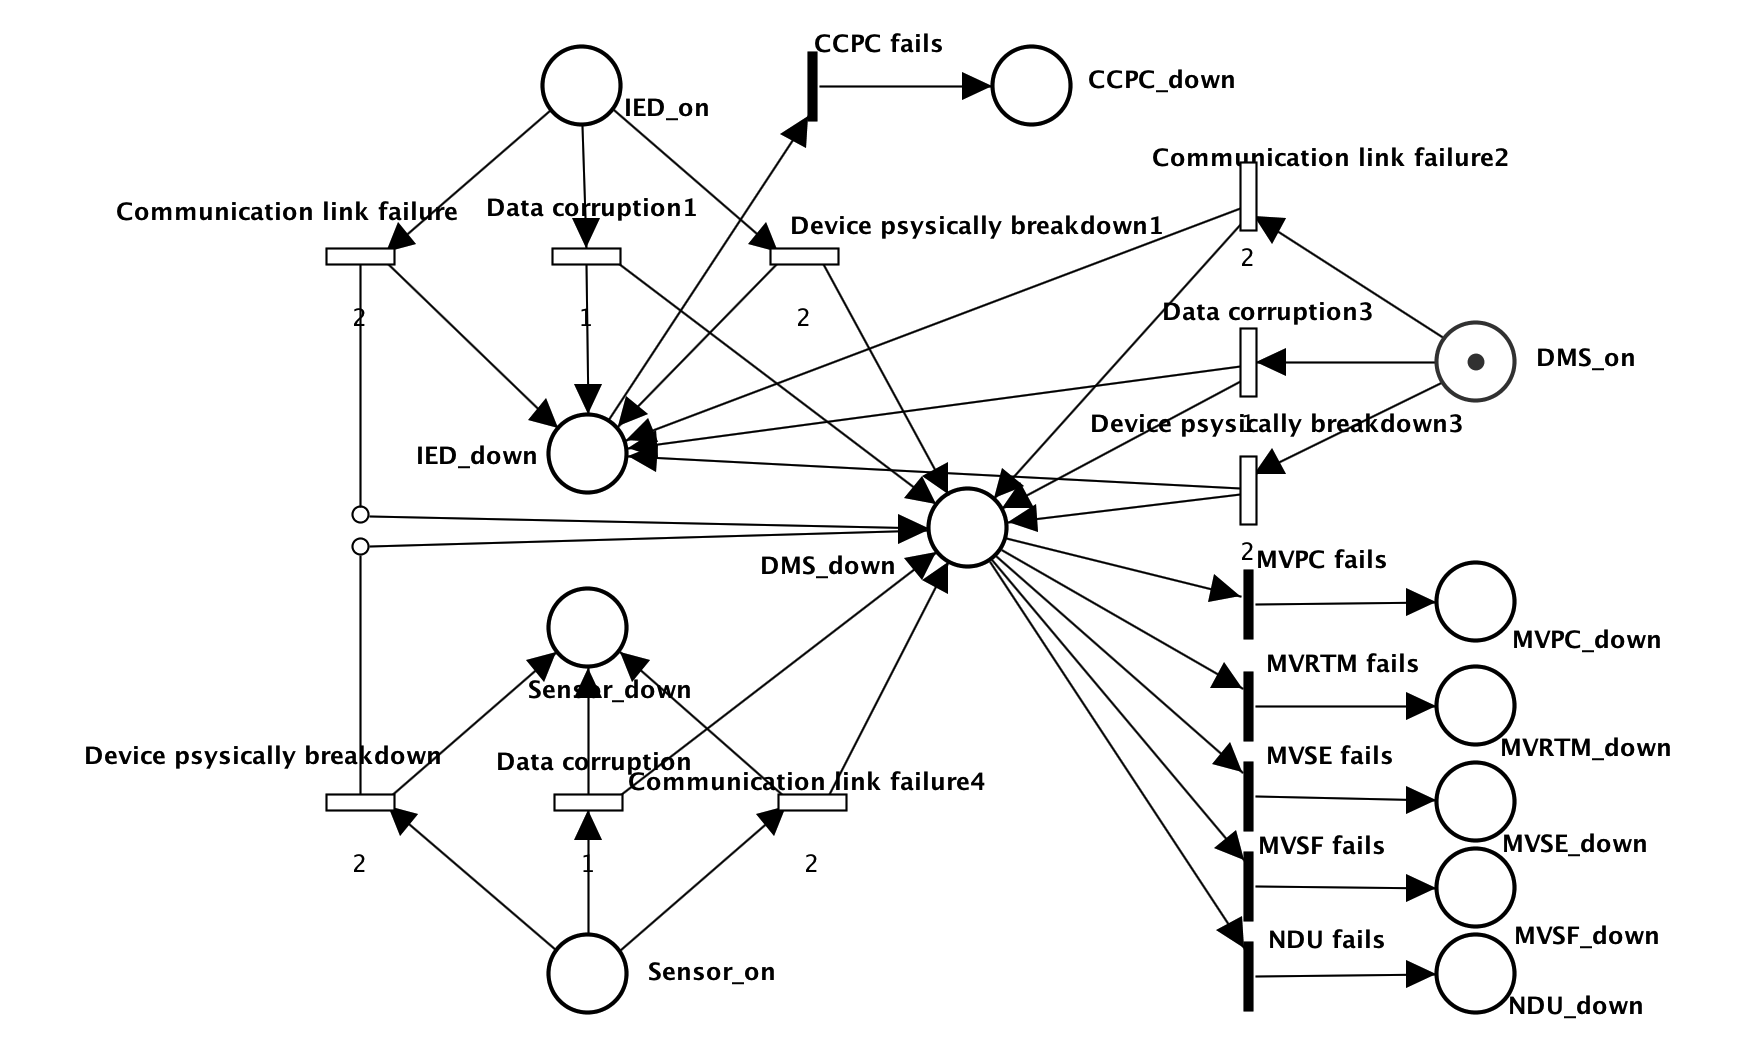 CCPC fails
CCPC_down
IED_on
Communication link failure2
Communication link failure
Data corruption1
Device psysically breakdown1
2
Data corruption3
2
1
2
DMS_on
1
Device psysically breakdown3
IED_down
2
MVPC fails
DMS_down
MVPC_down
MVRTM fails
Sensor_down
MVRTM_down
Device psysically breakdown
Data corruption
MVSE fails
Communication link failure4
MVSE_down
MVSF fails
2
1
2
MVSF_down
NDU fails
Sensor_on
NDU_down